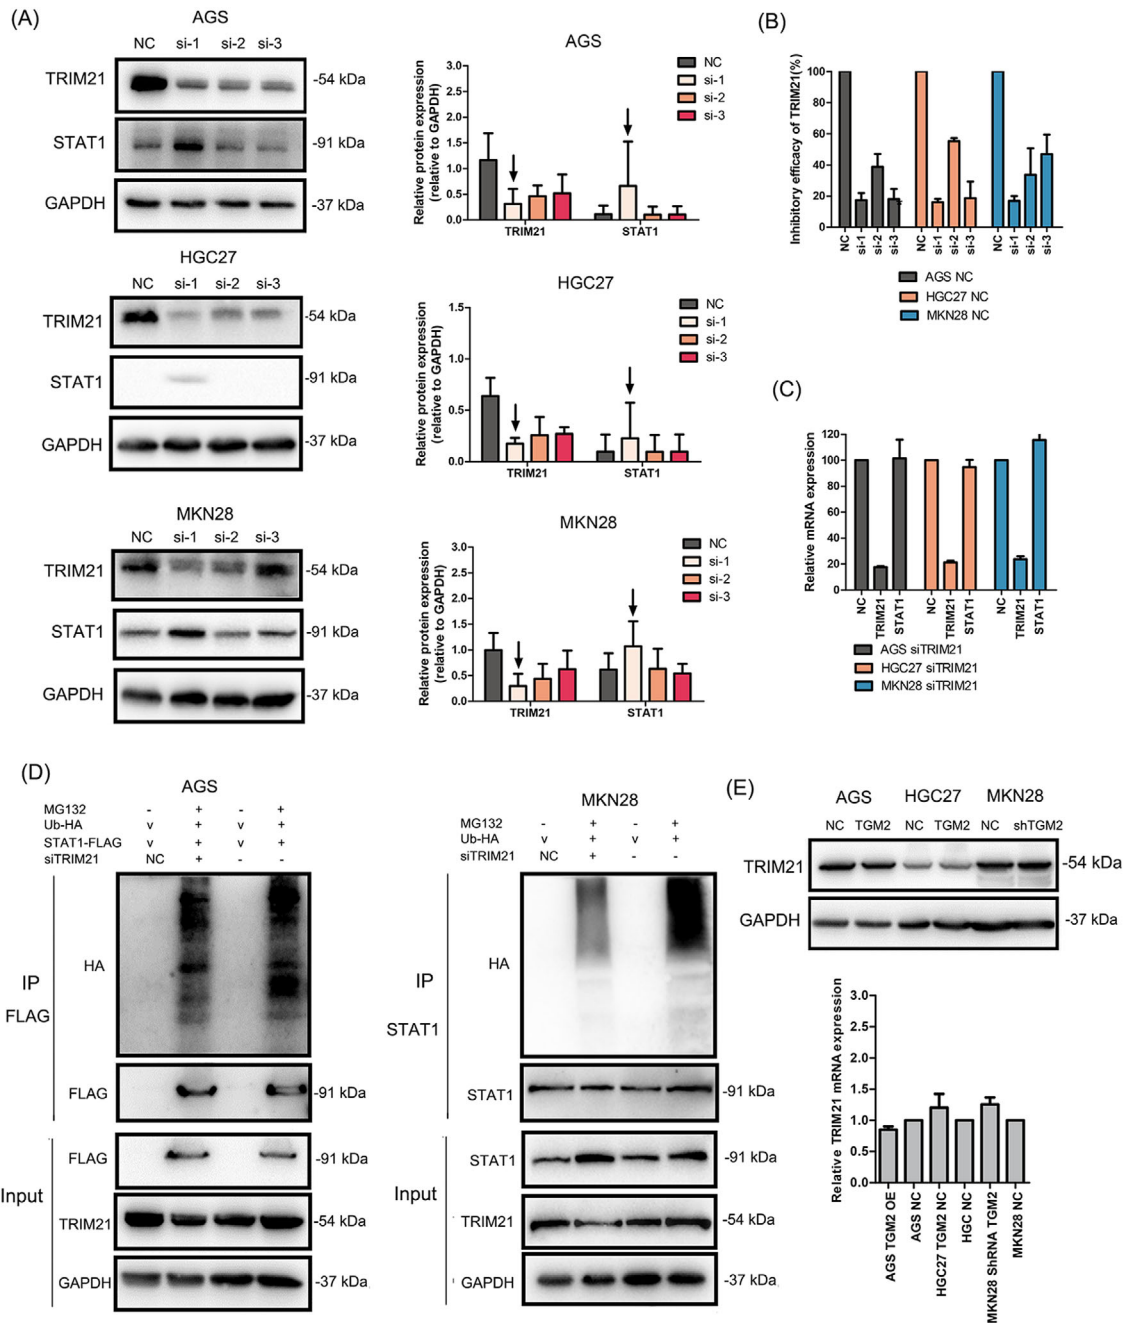 (A)
AGS
NC si-1 si-2 si-3
TRIM21 -54 kDa
STAT1 -91 kDa
GAPDH -37 kDa
AGS
Relative protein expression
(relative to GAPDH)
3.0
2.5
2.0
1.5
1.0
0.5
0.0
TRIM21 STAT1
NC
si-1
si-2
si-3
HGC27
NC si-1 si-2 si-3
TRIM21 -54 kDa
STAT1 -91 kDa
GAPDH -37 kDa
HGC27
Relative protein expression
(relative to GAPDH)
1.5
1.0
0.5
0.0
TRIM21 STAT1
NC
si-1
si-2
si-3
MKN28
NC si-1 si-2 si-3
TRIM21 -54 kDa
STAT1 -91 kDa
GAPDH -37 kDa
MKN28
Relative protein expression
(relative to GAPDH)
3.0
2.5
2.0
1.5
1.0
0.5
0.0
TRIM21 STAT1
NC
si-1
si-2
si-3
(B)
Inhibitory efficacy of TRIM21(%)
100
80
60
40
20
0
NC si-1 si-2 si-3 NC si-1 si-2 si-3 NC si-1 si-2 si-3
AGS NC
HGC27 NC
MKN28 NC
(C)
Relative mRNA expression
120
100
80
60
40
20
0
NC TRIM21 STAT1 NC TRIM21 STAT1 NC TRIM21 STAT1
AGS siTRIM21
HGC27 siTRIM21
MKN28 siTRIM21
(D)
AGS
MG132 - + - +
Ub-HA v + v +
STAT1-FLAG v + v +
siTRIM21 NC + - -
IP
FLAG
HA
FLAG -91 kDa
Input
FLAG -91 kDa
TRIM21 -54 kDa
GAPDH -37 kDa
MKN28
MG132 - + - +
Ub-HA v + v +
siTRIM21 NC + - -
IP
STAT1
HA
STAT1 -91 kDa
Input
STAT1 -91 kDa
TRIM21 -54 kDa
GAPDH -37 kDa
(E)
AGS HGC27 MKN28
NC TGM2 NC TGM2 NC shTGM2
TRIM21 -54 kDa
GAPDH -37 kDa
Relative TRIM21 mRNA expression
3.0
2.5
2.0
1.5
1.0
0.5
0.0
AGS TGM2 OE
AGS NC
HGC27 TGM2 NC
HGC NC
MKN28 ShRNA TGM2
MKN28 NC